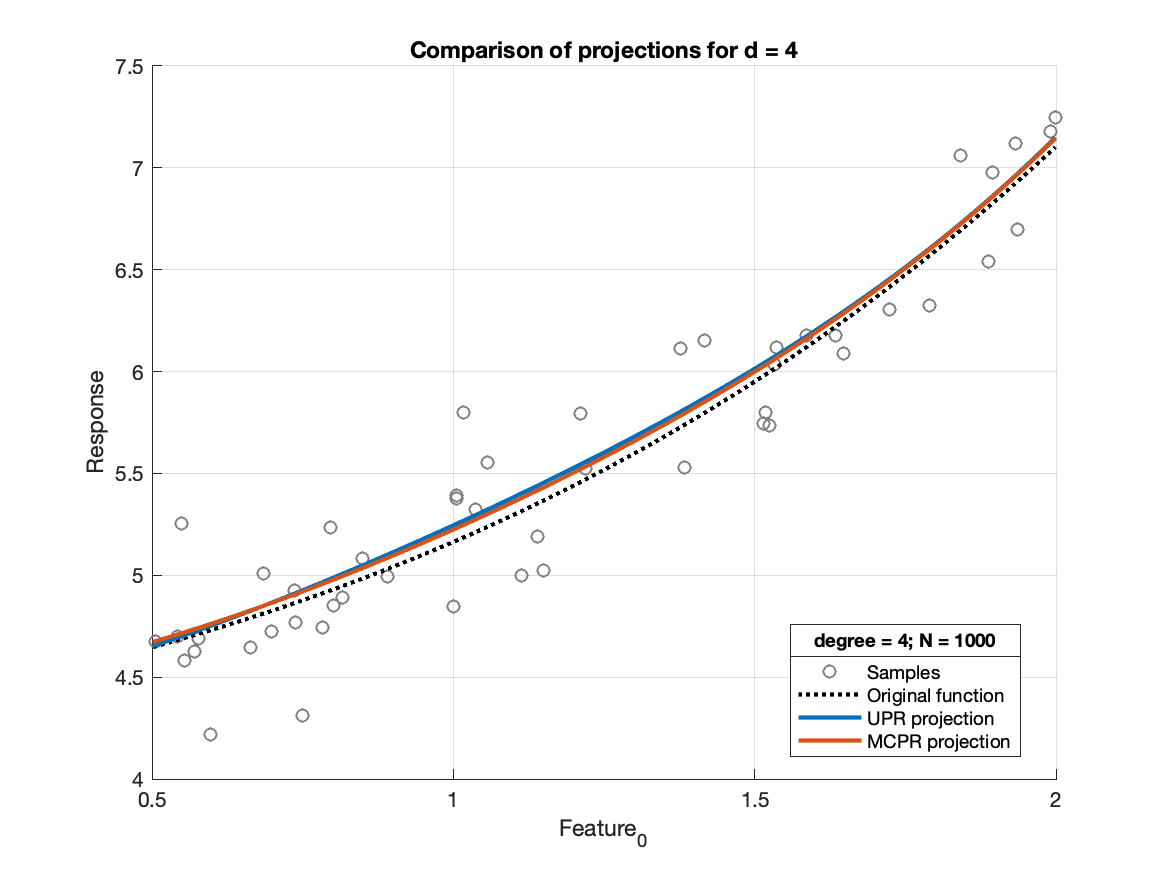 Comparison of projections for d = 4
7.5
7
6.5
6
5.5
5
4.5
4
Response
0.5
1
1.5
2
Feature0
degree = 4; N = 1000
Samples
Original function
UPR projection
MCPR projection